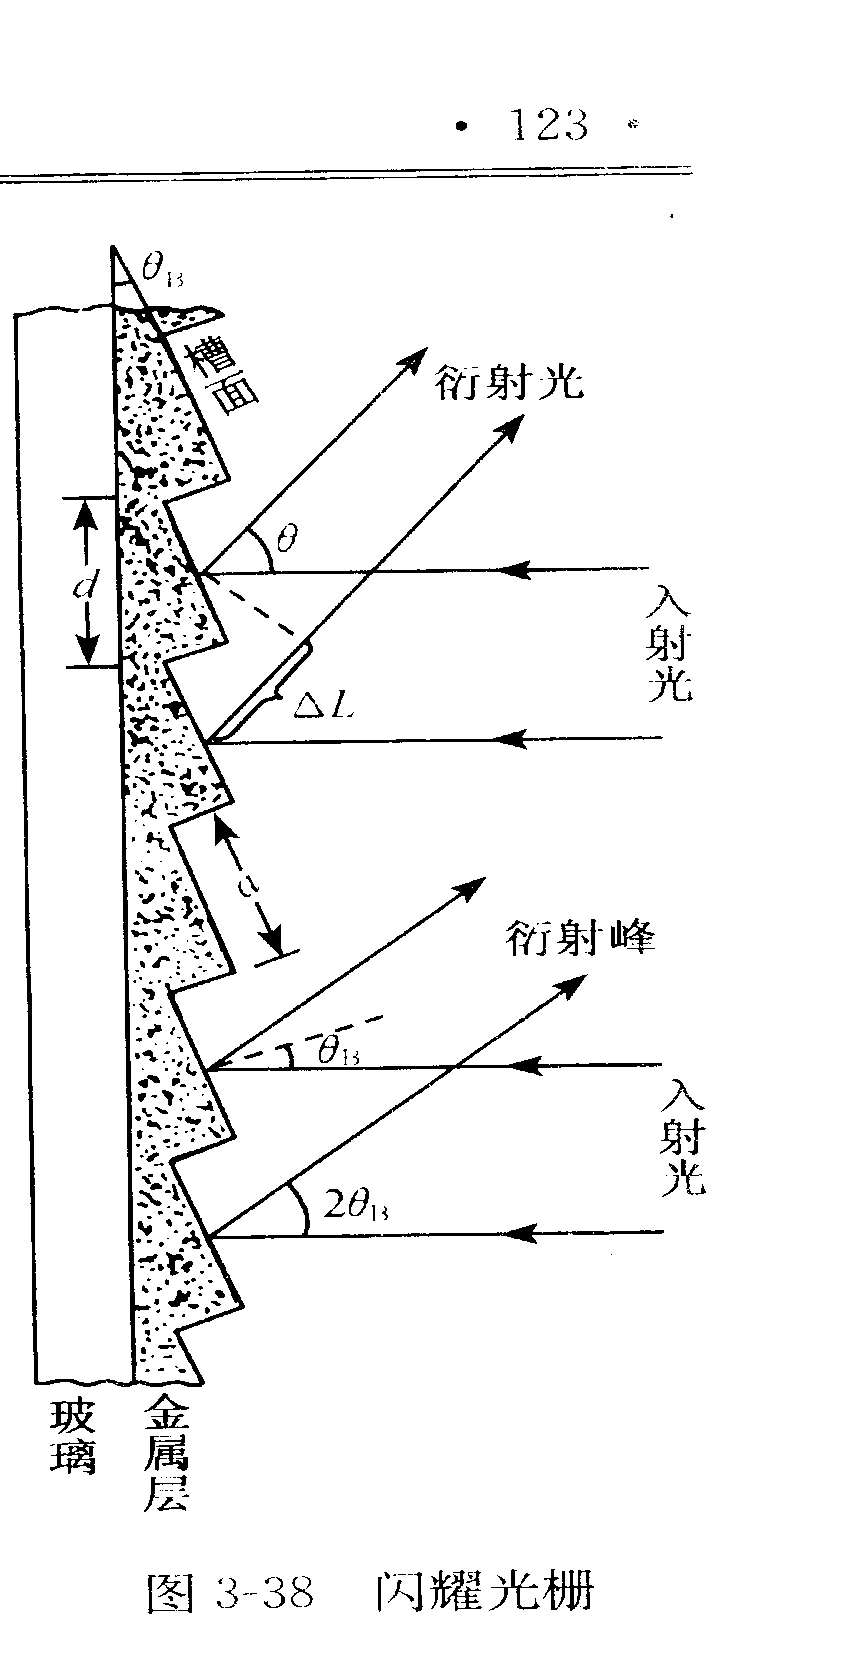 • 123 •
θB
槽面
衍射光
θ
d
入射光
ΔL
a
衍射峰
θB
入射光
2θB
玻璃
金属层
图 3-38 闪耀光栅